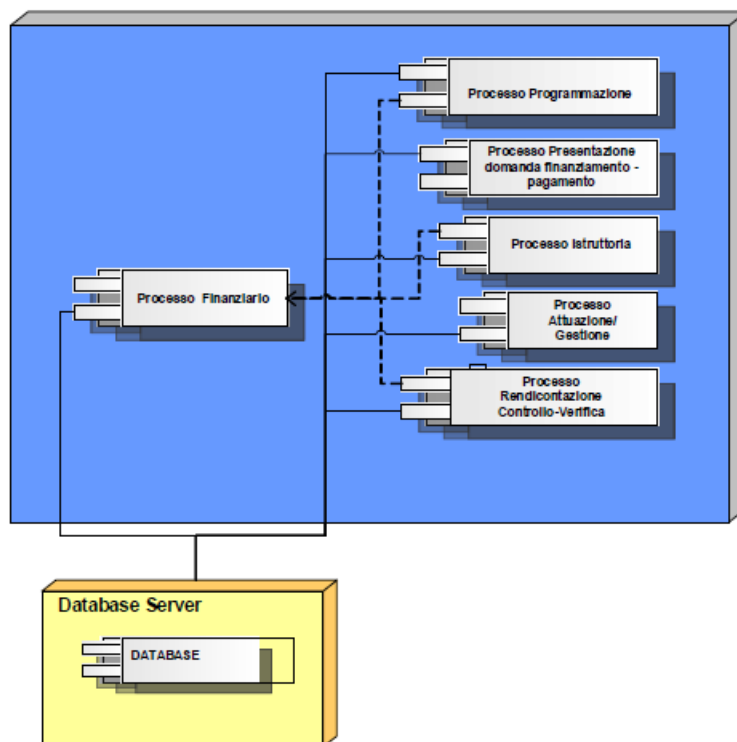 Processo Programmazione
Processo Presentazione
domanda finanziamento -
pagamento
Processo Istruttoria
Processo Finanziario
Processo
Attuazione/
Gestione
Processo
Rendicontazione
Controllo-Verifica
Database Server
DATABASE